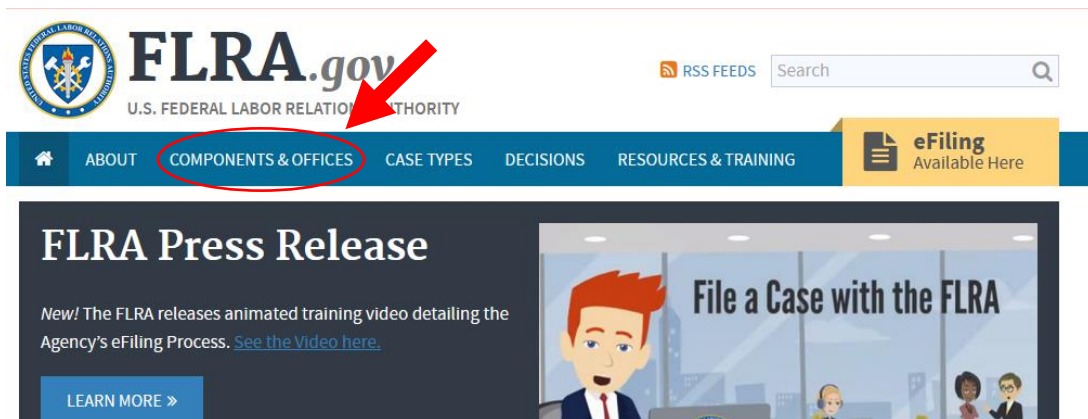 FLRA.gov
U.S. FEDERAL LABOR RELATIONS AUTHORITY
RSS FEEDS
Search
ABOUT
COMPONENTS & OFFICES
CASE TYPES
DECISIONS
RESOURCES & TRAINING
eFiling
Available Here
FLRA Press Release
New! The FLRA releases animated training video detailing the
Agency's eFiling Process. See the Video here.
LEARN MORE »
File a Case with the FLRA